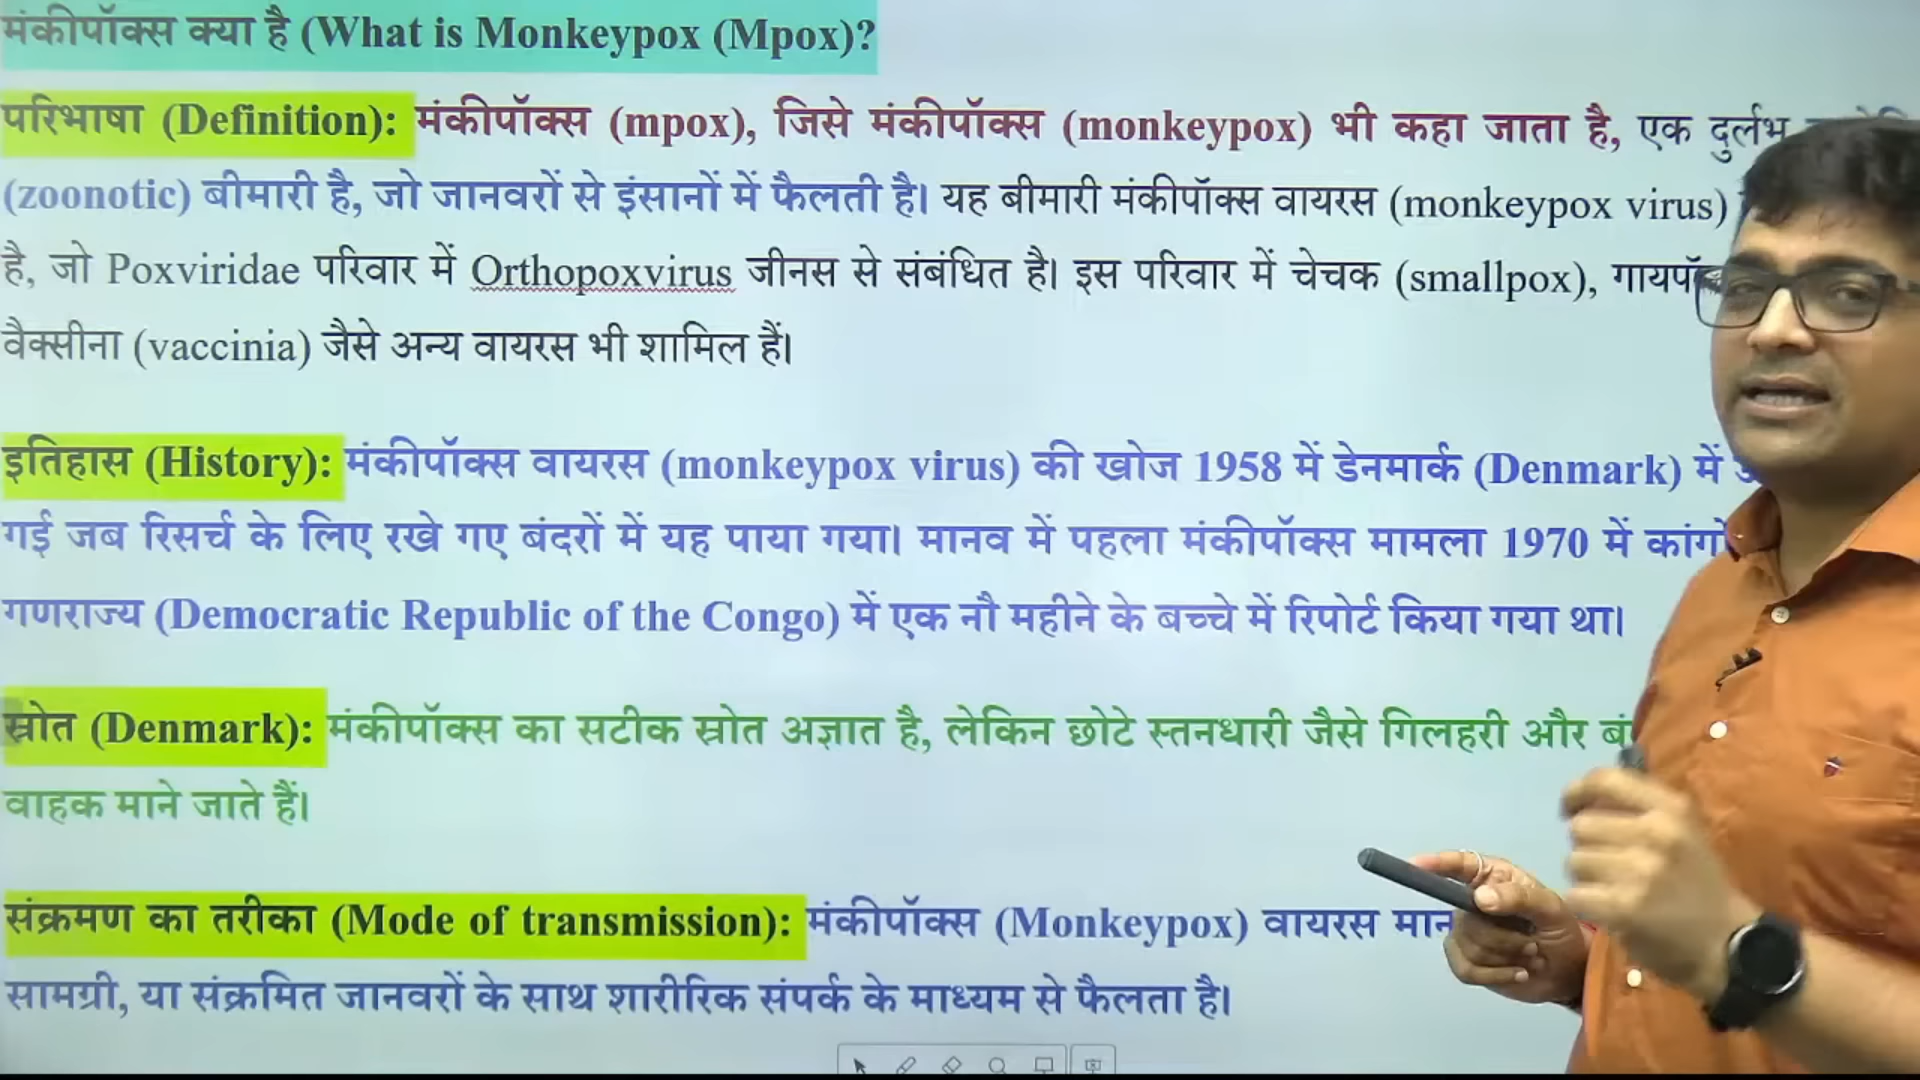 मंकीपॉक्स क्या है (What is Monkeypox (Mpox)?
परिभाषा (Definition): मंकीपॉक्स (mpox), जिसे मंकीपॉक्स (monkeypox) भी कहा जाता है, एक दुर्लभ
(zoonotic) बीमारी है, जो जानवरों से इंसानों में फैलती है। यह बीमारी मंकीपॉक्स वायरस (monkeypox virus)
है, जो Poxviridae परिवार में Orthopoxvirus जीनस से संबंधित है। इस परिवार में चेचक (smallpox),
वैक्सीना (vaccinia) जैसे अन्य वायरस भी शामिल हैं।
इतिहास (History): मंकीपॉक्स वायरस (monkeypox virus) की खोज 1958 में डेनमार्क (Denmark) में
गई जब रिसर्च के लिए रखे गए बंदरों में यह पाया गया। मानव में पहला मंकीपॉक्स मामला 1970 में
गणराज्य (Democratic Republic of the Congo) में एक नौ महीने के बच्चे में रिपोर्ट किया गया था।
स्रोत (Denmark): मंकीपॉक्स का सटीक स्रोत अज्ञात है, लेकिन छोटे स्तनधारी जैसे गिलहरी और
वाहक माने जाते हैं।
संक्रमण का तरीका (Mode of transmission): मंकीपॉक्स (Monkeypox) वायरस
सामग्री, या संक्रमित जानवरों के साथ शारीरिक संपर्क के माध्यम से फैलता है।